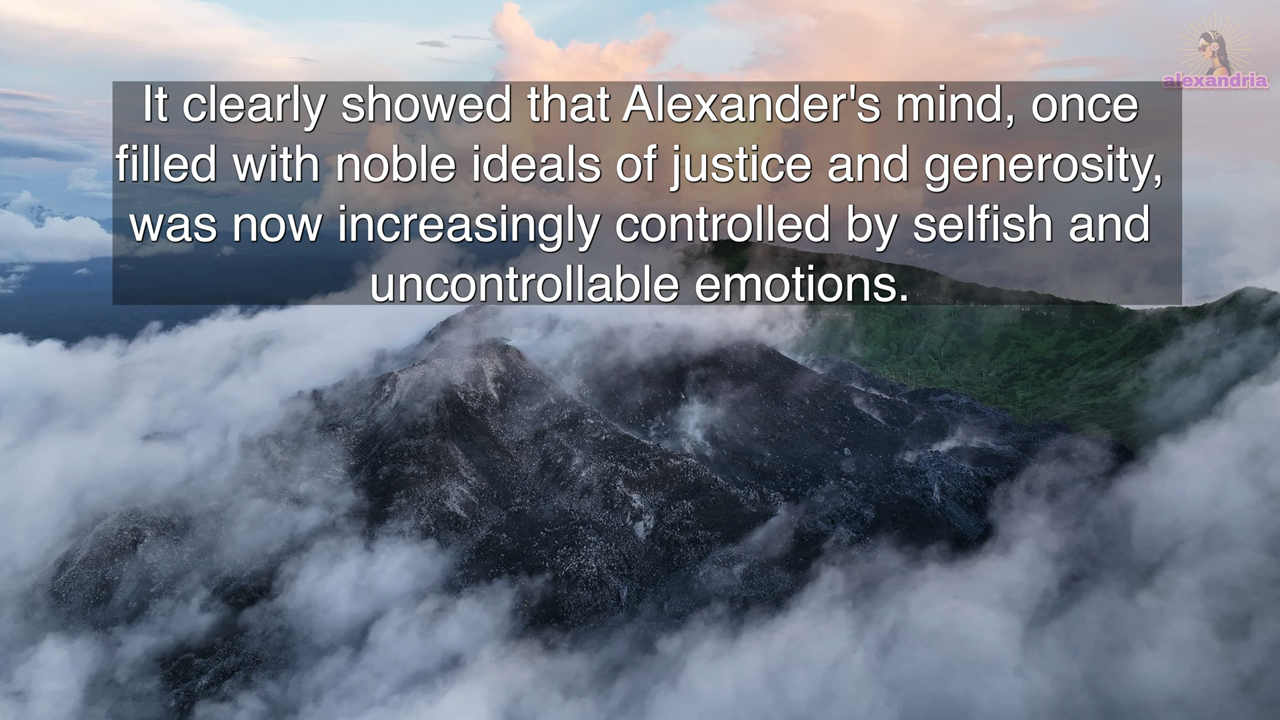 alexandria
It clearly showed that Alexander's mind, once
filled with noble ideals of justice and generosity,
was now increasingly controlled by selfish and
uncontrollable emotions.